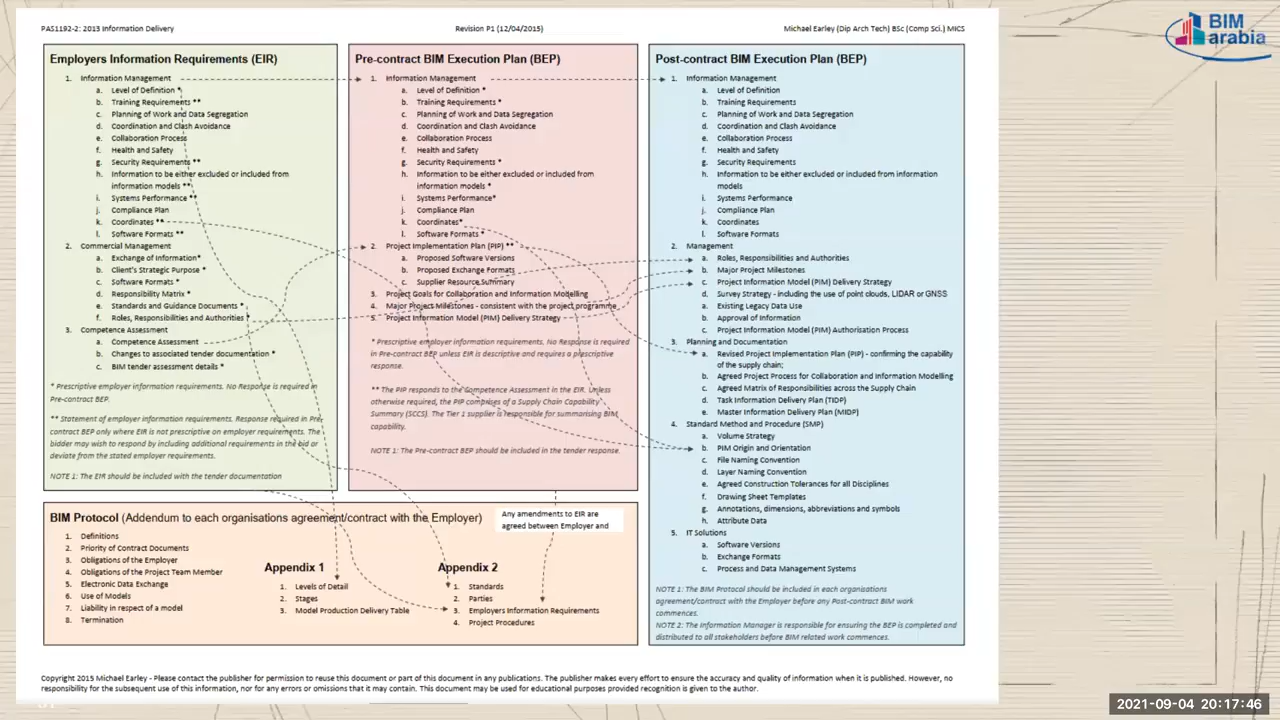 PAS1192-2: 2013 Information Delivery
Revision P1 (12/04/2015)
Michael Earley (Dip Arch Tech) BSc (Comp Sci.) MICS
BIM
arabia
Employers Information Requirements (EIR)
1. Information Management
a. Level of Definition *
b. Training Requirements **
c. Planning of Work and Data Segregation
d. Coordination and Clash Avoidance
e. Collaboration Process
f. Health and Safety
g. Security Requirements **
h. Information to be either excluded or included from
information models **
i. Systems Performance **
j. Compliance Plan
k. Coordinates **
l. Software Formats **
2. Commercial Management
a. Exchange of Information*
b. Client's Strategic Purpose *
c. Software Formats *
d. Responsibility Matrix *
e. Standards and Guidance Documents *
f. Roles, Responsibilities and Authorities *
3. Competence Assessment
a. Competence Assessment
b. Changes to associated tender documentation *
c. BIM tender assessment details *
* Prescriptive employer information requirements. No Response is required in
Pre-contract BEP.
** Statement of employer information requirements. Response required in Pre-
contract BEP only where EIR is not prescriptive on employer requirements. The
bidder may wish to respond by including additional requirements in the bid or
deviate from the stated employer requirements.
NOTE 1: The EIR should be included with the tender documentation
Pre-contract BIM Execution Plan (BEP)
1. Information Management
a. Level of Definition *
b. Training Requirements *
c. Planning of Work and Data Segregation
d. Coordination and Clash Avoidance
e. Collaboration Process
f. Health and Safety
g. Security Requirements *
h. Information to be either excluded or included from
information models *
i. Systems Performance*
j. Compliance Plan
k. Coordinates*
l. Software Formats *
2. Project Implementation Plan (PIP) **
a. Proposed Software Versions
b. Proposed Exchange Formats
c. Supplier Resource Summary
3. Project Goals for Collaboration and Information Modelling
4. Major Project Milestones - consistent with the project programme
5. Project Information Model (PIM) Delivery Strategy
* Prescriptive employer information requirements. No Response is required
in Pre-contract BEP unless EIR is descriptive and requires a prescriptive
response.
** The PIP responds to the Competence Assessment in the EIR. Unless
otherwise required, the PIP comprises of a Supply Chain Capability
Summary (SCCS). The Tier 1 supplier is responsible for summarising BIM
capability.
NOTE 1: The Pre-contract BEP should be included in the tender response.
Post-contract BIM Execution Plan (BEP)
1. Information Management
a. Level of Definition
b. Training Requirements
c. Planning of Work and Data Segregation
d. Coordination and Clash Avoidance
e. Collaboration Process
f. Health and Safety
g. Security Requirements
h. Information to be either excluded or included from information
models
i. Systems Performance
j. Compliance Plan
k. Coordinates
l. Software Formats
2. Management
a. Roles, Responsibilities and Authorities
b. Major Project Milestones
c. Project Information Model (PIM) Delivery Strategy
d. Survey Strategy - including the use of point clouds, LIDAR or GNSS
a. Existing Legacy Data Use
b. Approval of Information
c. Project Information Model (PIM) Authorisation Process
3. Planning and Documentation
a. Revised Project Implementation Plan (PIP) - confirming the capability
of the supply chain;
b. Agreed Project Process for Collaboration and Information Modelling
c. Agreed Matrix of Responsibilities across the Supply Chain
d. Task Information Delivery Plan (TIDP)
e. Master Information Delivery Plan (MIDP)
4. Standard Method and Procedure (SMP)
a. Volume Strategy
b. PIM Origin and Orientation
c. File Naming Convention
d. Layer Naming Convention
e. Agreed Construction Tolerances for all Disciplines
f. Drawing Sheet Templates
g. Annotations, dimensions, abbreviations and symbols
h. Attribute Data
5. IT Solutions
a. Software Versions
b. Exchange Formats
c. Process and Data Management Systems
NOTE 1: The BIM Protocol should be included in each organisations
agreement/contract with the Employer before any Post-contract BIM work
commences.
NOTE 2: The Information Manager is responsible for ensuring the BEP is completed and
distributed to all stakeholders before BIM related work commences.
BIM Protocol (Addendum to each organisations agreement/contract with the Employer)
1. Definitions
2. Priority of Contract Documents
3. Obligations of the Employer
4. Obligations of the Project Team Member
5. Electronic Data Exchange
6. Use of Models
7. Liability in respect of a model
8. Termination
Appendix 1
1. Levels of Detail
2. Stages
3. Model Production Delivery Table
Any amendments to EIR are
agreed between Employer and
Appendix 2
1. Standards
2. Parties
3. Employers Information Requirements
4. Project Procedures
Copyright 2015 Michael Earley - Please contact the publisher for permission to reuse this document or part of this document in any publications. The publisher makes every effort to ensure the accuracy and quality of information when it is published. However, no
responsibility for the subsequent use of this information, nor for any errors or omissions that it may contain. This document may be used for educational purposes provided recognition is given to the author.
2021-09-04 20:17:46